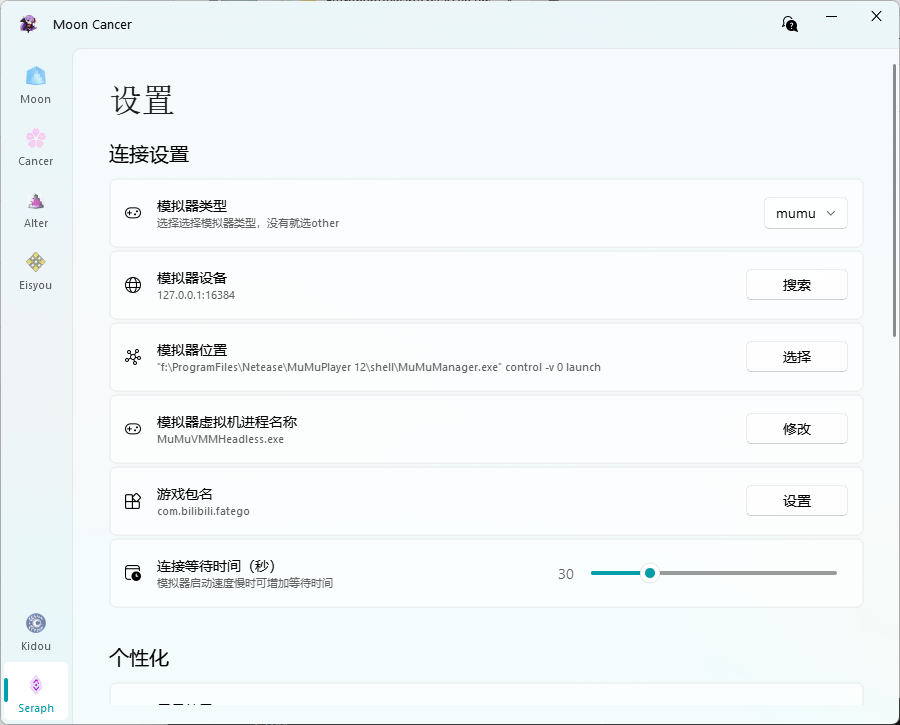 Moon Cancer
Moon
Cancer
Alter
Eisyou
Kidou
Seraph
设置
连接设置
模拟器类型
选择选择模拟器类型，没有就选other
mumu
模拟器设备
127.0.0.1:16384
搜索
模拟器位置
"f:\ProgramFiles\Netease\MuMuPlayer 12\shell\MuMuManager.exe" control -v 0 launch
选择
模拟器虚拟机进程名称
MuMuVMMHeadless.exe
修改
游戏包名
com.bilibili.fatego
设置
连接等待时间（秒）
模拟器启动速度慢时可增加等待时间
30
个性化